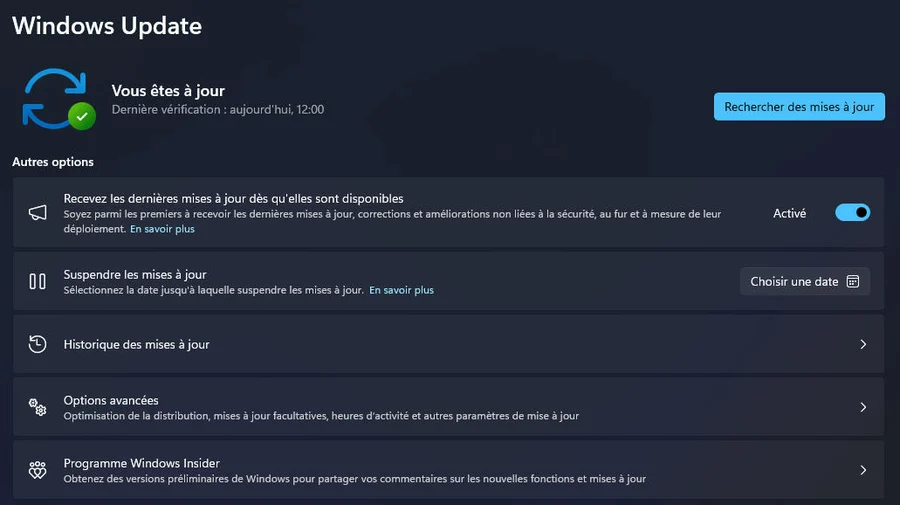 Windows Update
Vous êtes à jour
Dernière vérification : aujourd'hui, 12:00
Rechercher des mises à jour
Autres options
Recevez les dernières mises à jour dès qu'elles sont disponibles
Soyez parmi les premiers à recevoir les dernières mises à jour, corrections et améliorations non liées à la sécurité, au fur et à mesure de leur
déploiement. En savoir plus
Activé
Suspendre les mises à jour
Sélectionnez la date jusqu'à laquelle suspendre les mises à jour. En savoir plus
Choisir une date
Historique des mises à jour
Options avancées
Optimisation de la distribution, mises à jour facultatives, heures d'activité et autres paramètres de mise à jour
Programme Windows Insider
Obtenez des versions préliminaires de Windows pour partager vos commentaires sur les nouvelles fonctions et mises à jour